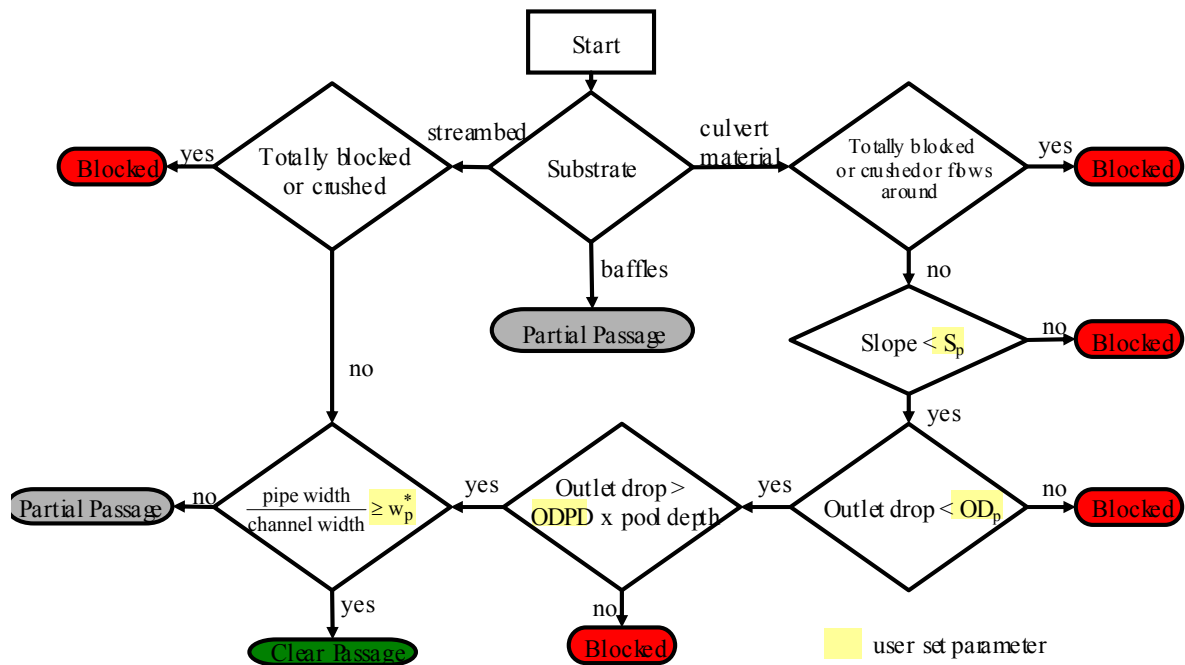 Start
streambed
culvert
material
Substrate
baffles
Partial Passage
Totally blocked
or crushed
yes
Blocked
no
Totally blocked
or crushed or flows
around
yes
Blocked
no
Slope < Sp
no
Blocked
yes
Outlet drop < ODp
no
Blocked
yes
Outlet drop >
ODPD x pool depth
no
Blocked
yes
pipe width
channel width ≥ w*p
no
Partial Passage
yes
Clear Passage
user set parameter